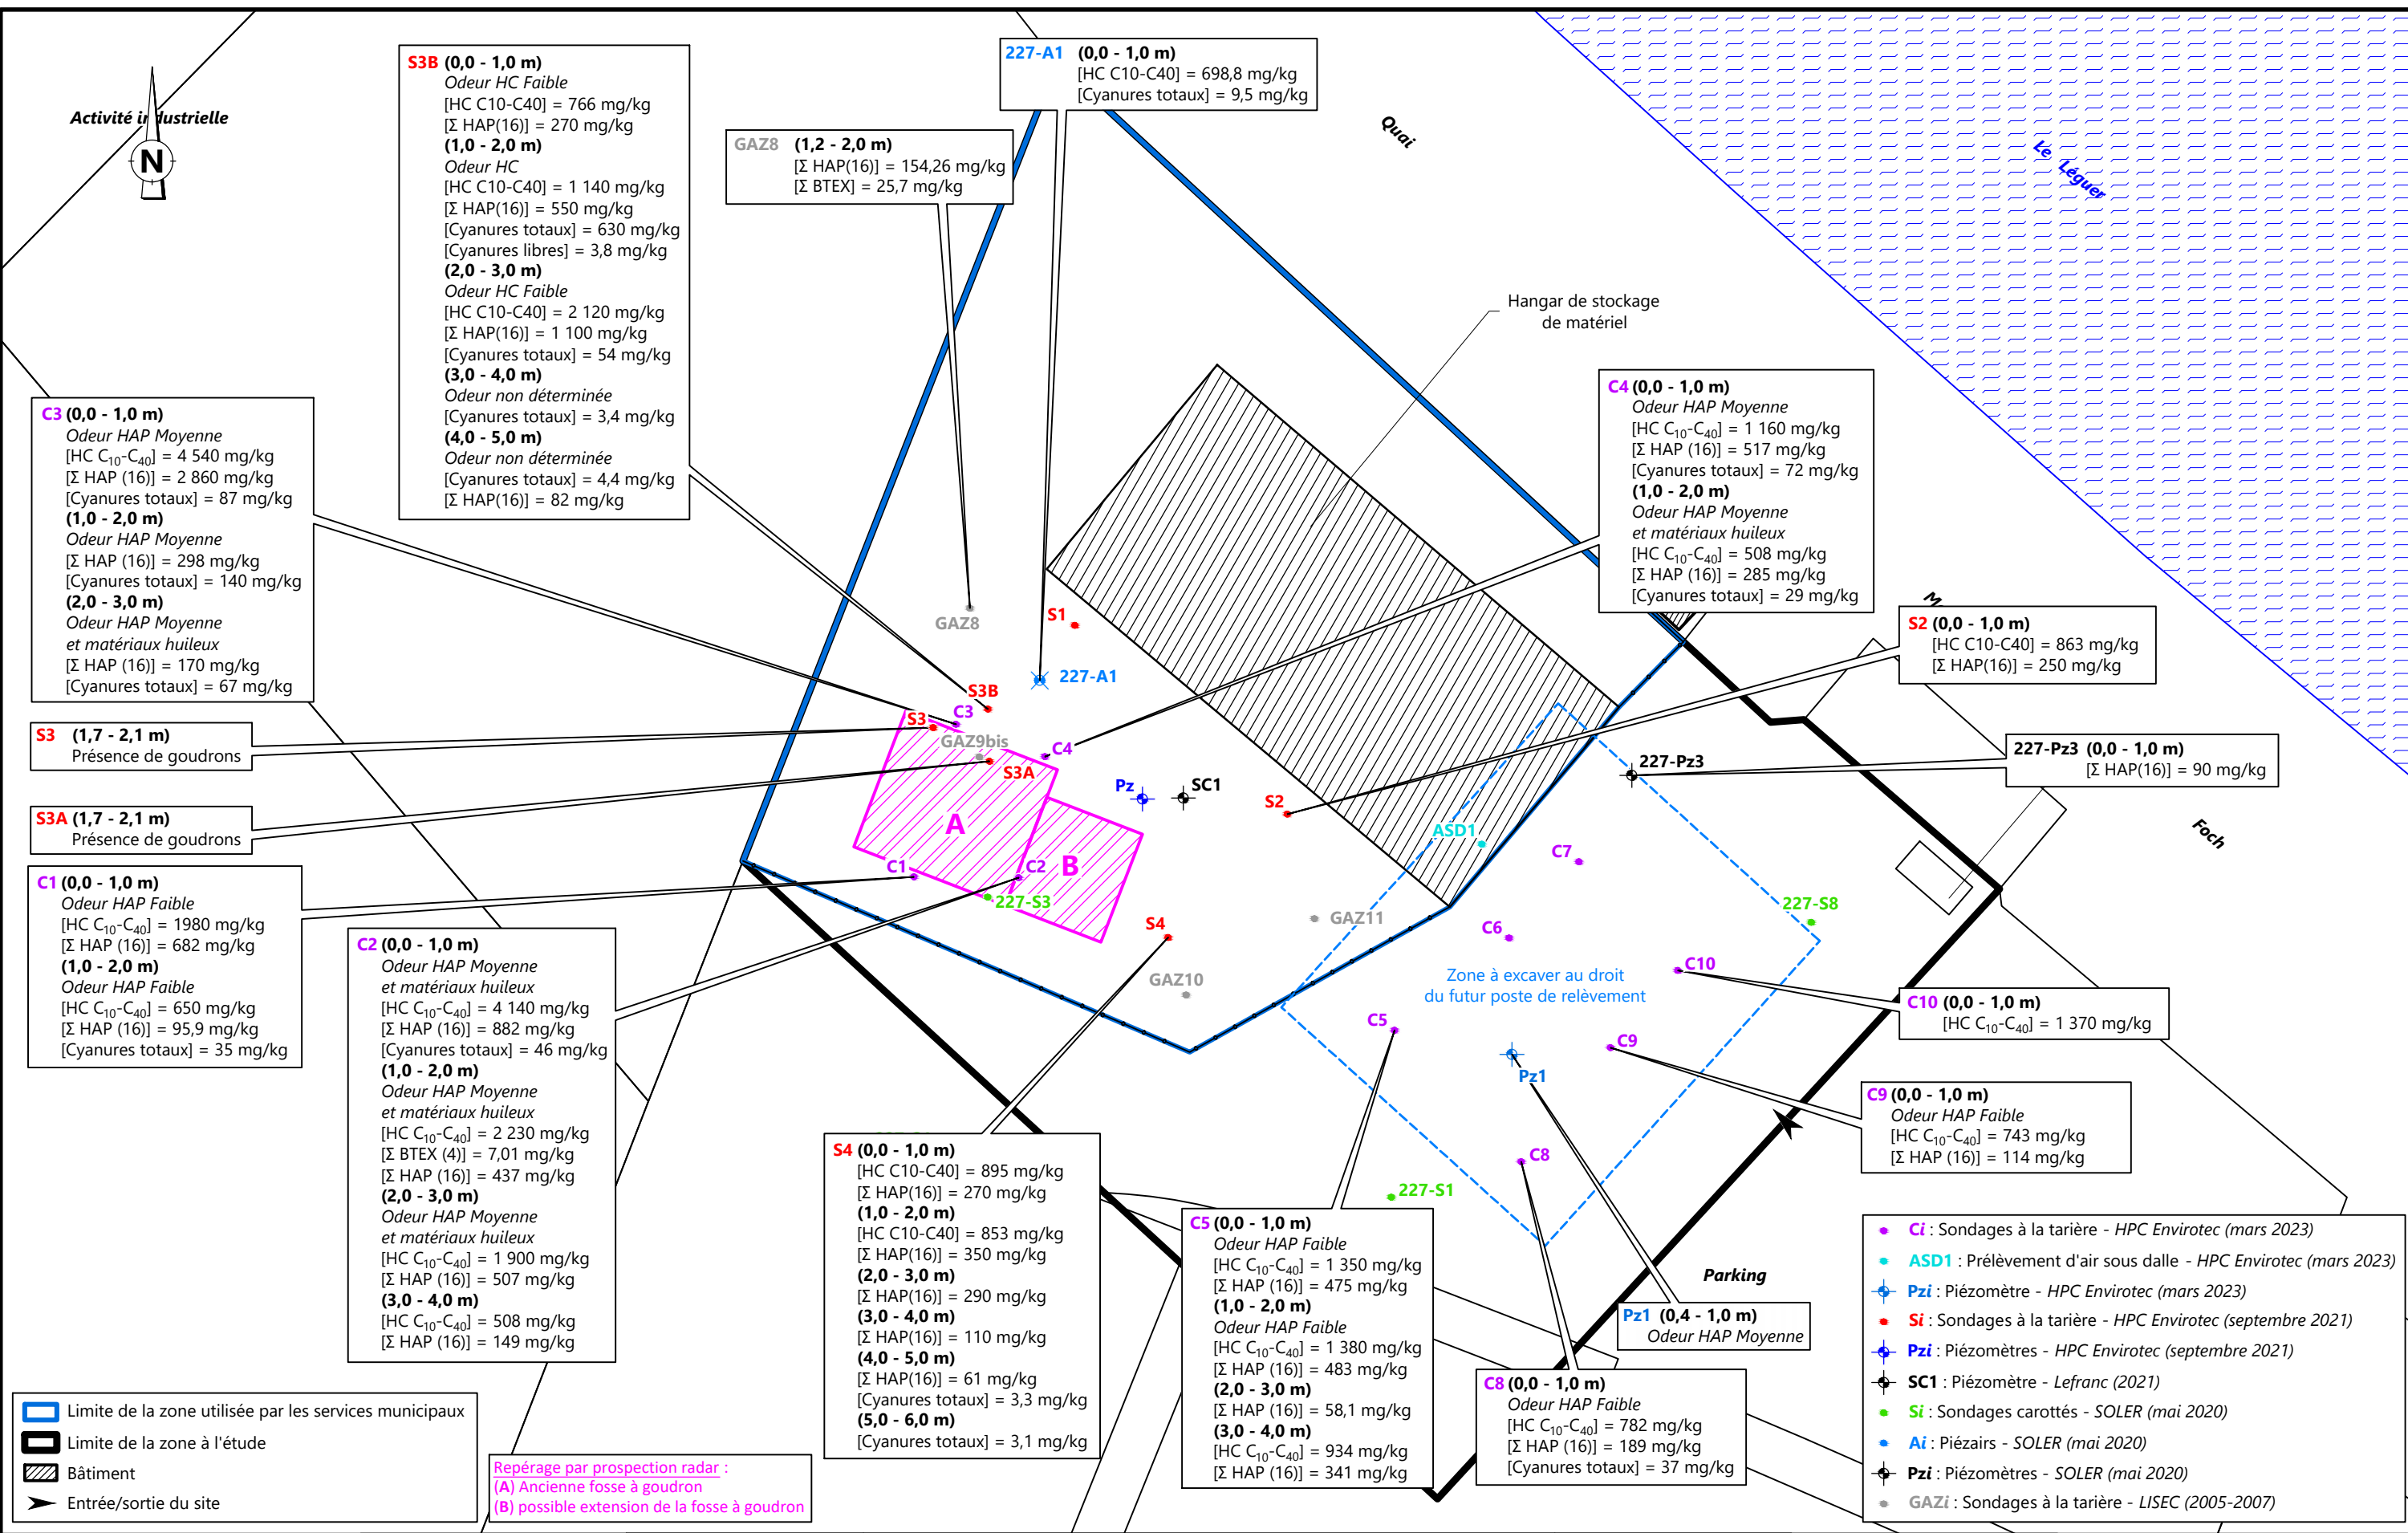 Activité industrielle
N
S3B (0,0 - 1,0 m)
Odeur HC Faible
[HC C10-C40] = 766 mg/kg
[Σ HAP(16)] = 270 mg/kg
(1,0 - 2,0 m)
Odeur HC
[HC C10-C40] = 1 140 mg/kg
[Σ HAP(16)] = 550 mg/kg
[Cyanures totaux] = 630 mg/kg
[Cyanures libres] = 3,8 mg/kg
(2,0 - 3,0 m)
Odeur HC Faible
[HC C10-C40] = 2 120 mg/kg
[Σ HAP(16)] = 1 100 mg/kg
[Cyanures totaux] = 54 mg/kg
(3,0 - 4,0 m)
Odeur non déterminée
[Cyanures totaux] = 3,4 mg/kg
(4,0 - 5,0 m)
Odeur non déterminée
[Cyanures totaux] = 4,4 mg/kg
[Σ HAP(16)] = 82 mg/kg
GAZ8 (1,2 - 2,0 m)
[Σ HAP(16)] = 154,26 mg/kg
[Σ BTEX] = 25,7 mg/kg
227-A1 (0,0 - 1,0 m)
[HC C10-C40] = 698,8 mg/kg
[Cyanures totaux] = 9,5 mg/kg
Quai
Le Léguer
Hangar de stockage
de matériel
C3 (0,0 - 1,0 m)
Odeur HAP Moyenne
[HC C10-C40] = 4 540 mg/kg
[Σ HAP (16)] = 2 860 mg/kg
[Cyanures totaux] = 87 mg/kg
(1,0 - 2,0 m)
Odeur HAP Moyenne
[Σ HAP (16)] = 298 mg/kg
[Cyanures totaux] = 140 mg/kg
(2,0 - 3,0 m)
Odeur HAP Moyenne
et matériaux huileux
[Σ HAP (16)] = 170 mg/kg
[Cyanures totaux] = 67 mg/kg
C4 (0,0 - 1,0 m)
Odeur HAP Moyenne
[HC C10-C40] = 1 160 mg/kg
[Σ HAP (16)] = 517 mg/kg
[Cyanures totaux] = 72 mg/kg
(1,0 - 2,0 m)
Odeur HAP Moyenne
et matériaux huileux
[HC C10-C40] = 508 mg/kg
[Σ HAP (16)] = 285 mg/kg
[Cyanures totaux] = 29 mg/kg
S2 (0,0 - 1,0 m)
[HC C10-C40] = 863 mg/kg
[Σ HAP(16)] = 250 mg/kg
227-Pz3 (0,0 - 1,0 m)
[Σ HAP(16)] = 90 mg/kg
Foch
S3 (1,7 - 2,1 m)
Présence de goudrons
S3A (1,7 - 2,1 m)
Présence de goudrons
GAZ8
S1
227-A1
S3B
C3
S3
GAZ9bis
C4
S3A
227-Pz3
Pz
SC1
S2
A
ASD1
C7
B
C1
C2
227-S3
227-S8
GAZ11
S4
C6
C10
Zone à excaver au droit
du futur poste de relèvement
GAZ10
C5
C9
Pz1
C8
227-S1
C1 (0,0 - 1,0 m)
Odeur HAP Faible
[HC C10-C40] = 1980 mg/kg
[Σ HAP (16)] = 682 mg/kg
(1,0 - 2,0 m)
Odeur HAP Faible
[HC C10-C40] = 650 mg/kg
[Σ HAP (16)] = 95,9 mg/kg
[Cyanures totaux] = 35 mg/kg
C2 (0,0 - 1,0 m)
Odeur HAP Moyenne
et matériaux huileux
[HC C10-C40] = 4 140 mg/kg
[Σ HAP (16)] = 882 mg/kg
[Cyanures totaux] = 46 mg/kg
(1,0 - 2,0 m)
Odeur HAP Moyenne
et matériaux huileux
[HC C10-C40] = 2 230 mg/kg
[Σ BTEX (4)] = 7,01 mg/kg
[Σ HAP (16)] = 437 mg/kg
(2,0 - 3,0 m)
Odeur HAP Moyenne
et matériaux huileux
[HC C10-C40] = 1 900 mg/kg
[Σ HAP (16)] = 507 mg/kg
(3,0 - 4,0 m)
[HC C10-C40] = 508 mg/kg
[Σ HAP (16)] = 149 mg/kg
S4 (0,0 - 1,0 m)
[HC C10-C40] = 895 mg/kg
[Σ HAP(16)] = 270 mg/kg
(1,0 - 2,0 m)
[HC C10-C40] = 853 mg/kg
[Σ HAP(16)] = 350 mg/kg
(2,0 - 3,0 m)
[Σ HAP(16)] = 290 mg/kg
(3,0 - 4,0 m)
[Σ HAP(16)] = 110 mg/kg
(4,0 - 5,0 m)
[Σ HAP(16)] = 61 mg/kg
[Cyanures totaux] = 3,3 mg/kg
(5,0 - 6,0 m)
[Cyanures totaux] = 3,1 mg/kg
C5 (0,0 - 1,0 m)
Odeur HAP Faible
[HC C10-C40] = 1 350 mg/kg
[Σ HAP (16)] = 475 mg/kg
(1,0 - 2,0 m)
Odeur HAP Faible
[HC C10-C40] = 1 380 mg/kg
[Σ HAP (16)] = 483 mg/kg
(2,0 - 3,0 m)
[Σ HAP (16)] = 58,1 mg/kg
(3,0 - 4,0 m)
[HC C10-C40] = 934 mg/kg
[Σ HAP (16)] = 341 mg/kg
C10 (0,0 - 1,0 m)
[HC C10-C40] = 1 370 mg/kg
C9 (0,0 - 1,0 m)
Odeur HAP Faible
[HC C10-C40] = 743 mg/kg
[Σ HAP (16)] = 114 mg/kg
Parking
Pz1 (0,4 - 1,0 m)
Odeur HAP Moyenne
C8 (0,0 - 1,0 m)
Odeur HAP Faible
[HC C10-C40] = 782 mg/kg
[Σ HAP (16)] = 189 mg/kg
[Cyanures totaux] = 37 mg/kg
Limite de la zone utilisée par les services municipaux
Limite de la zone à l'étude
Bâtiment
Entrée/sortie du site
Repérage par prospection radar :
(A) Ancienne fosse à goudron
(B) possible extension de la fosse à goudron
Ci : Sondages à la tarière - HPC Envirotec (mars 2023)
ASD1 : Prélèvement d'air sous dalle - HPC Envirotec (mars 2023)
Pzi : Piézomètre - HPC Envirotec (mars 2023)
Si : Sondages à la tarière - HPC Envirotec (septembre 2021)
Pzi : Piézomètres - HPC Envirotec (septembre 2021)
SC1 : Piézomètre - Lefranc (2021)
Si : Sondages carottés - SOLER (mai 2020)
Ai : Piézairs - SOLER (mai 2020)
Pzi : Piézomètres - SOLER (mai 2020)
GAZi : Sondages à la tarière - LISEC (2005-2007)